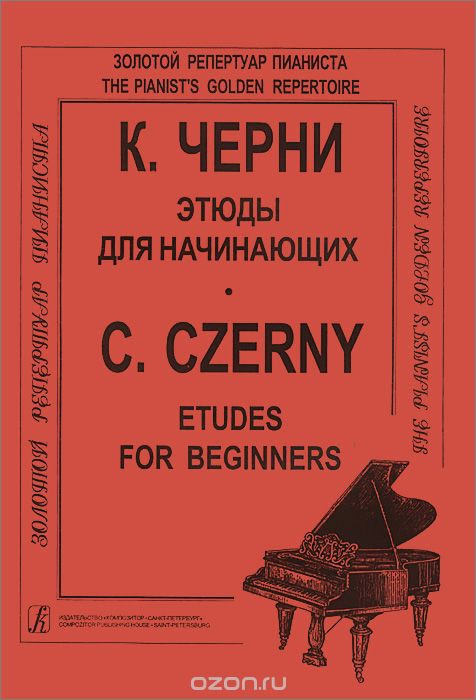 ЗОЛОТОЙ РЕПЕРТУАР ПИАНИСТА
THE PIANIST'S GOLDEN REPERTOIRE
ЗОЛОТОЙ РЕПЕРТУАР ПИАНИСТА
К. ЧЕРНИ
ЭТЮДЫ
ДЛЯ НАЧИНАЮЩИХ
•
C. CZERNY
ETUDES
FOR BEGINNERS
THE PIANIST'S GOLDEN REPERTOIRE
ИЗДАТЕЛЬСТВО «КОМПОЗИТОР • САНКТ-ПЕТЕРБУРГ»
COMPOZITOR PUBLISHING HOUSE • SAINT-PETERSBURG
ozon.ru